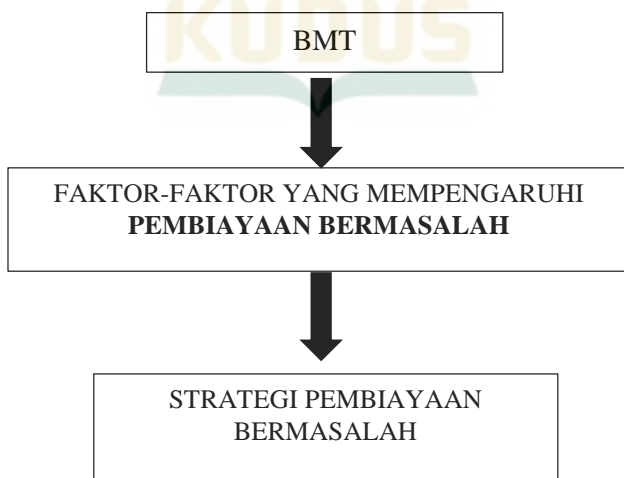 KUDUS
BMT
FAKTOR-FAKTOR YANG MEMPENGARUHI
PEMBIAYAAN BERMASALAH
STRATEGI PEMBIAYAAN
BERMASALAH